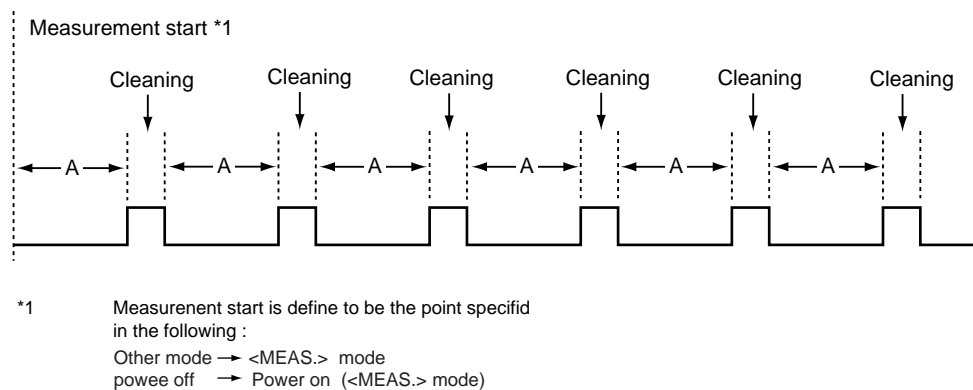 Measurement start *1
Cleaning Cleaning Cleaning Cleaning Cleaning Cleaning
A A A A A A
*1 Measurenent start is define to be the point specifid
in the following :
Other mode → <MEAS.> mode
powee off → Power on (<MEAS.> mode)